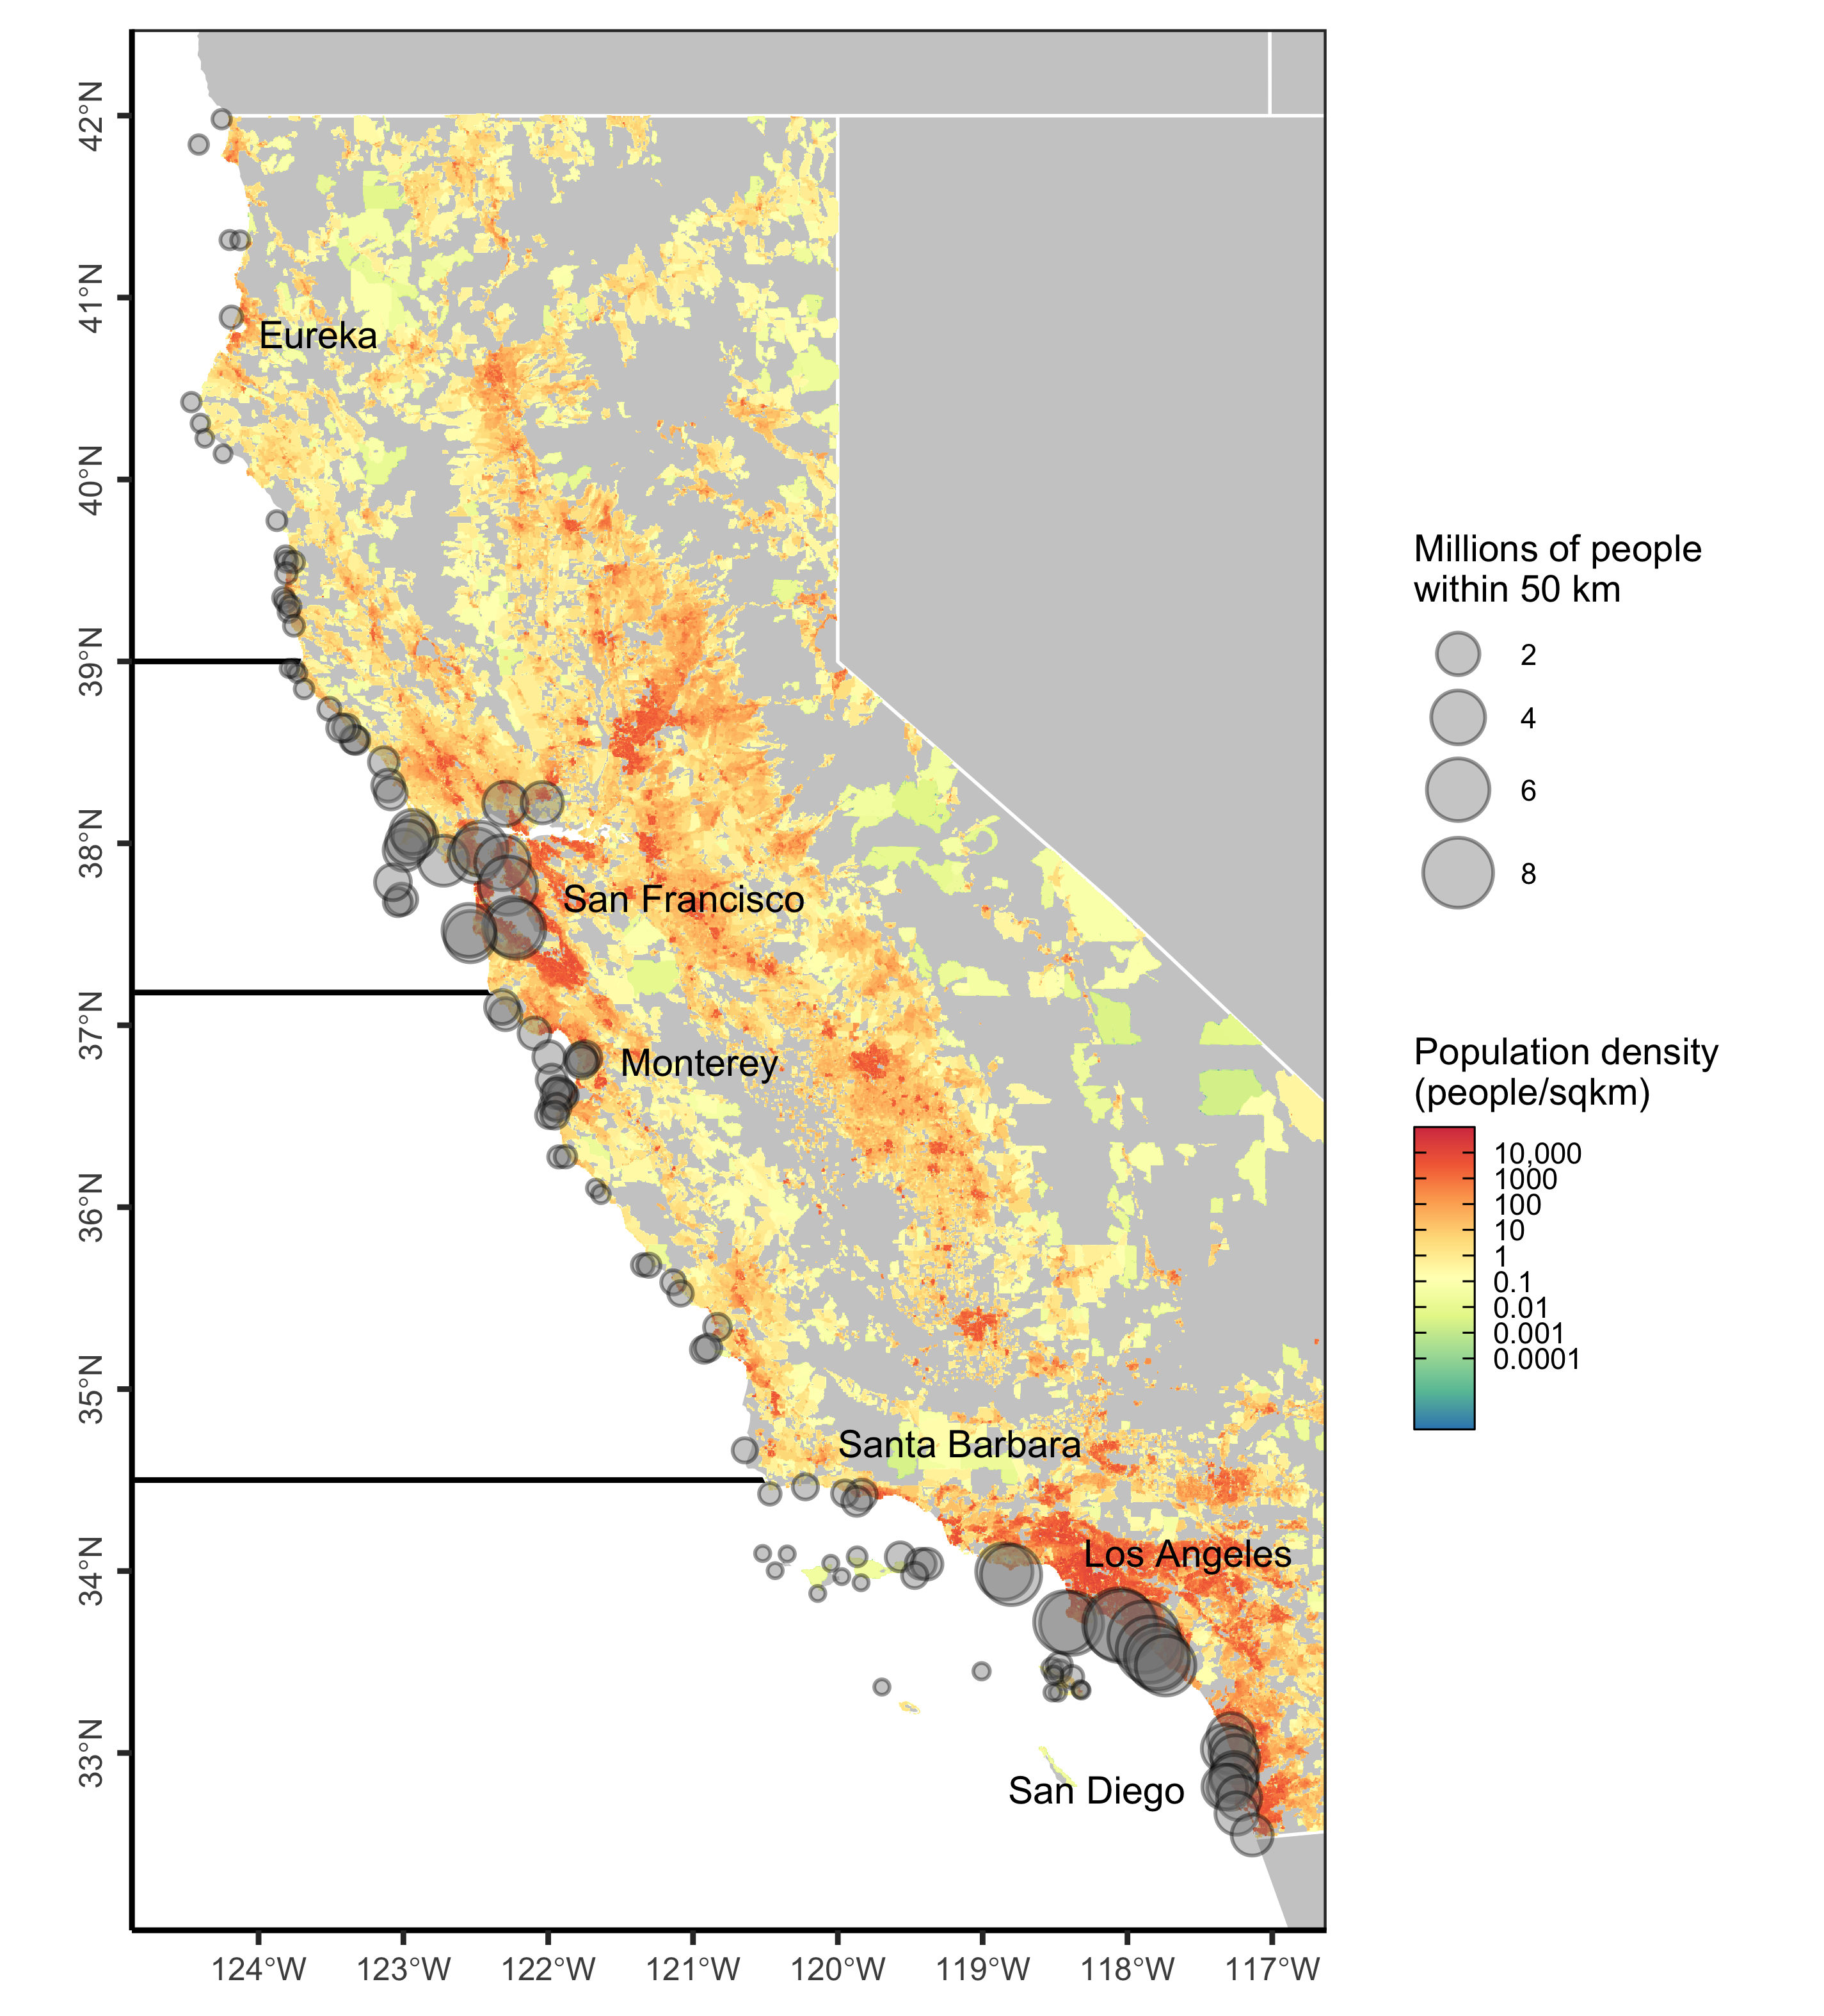 42°N
41°N
40°N
39°N
38°N
37°N
36°N
35°N
34°N
33°N
Eureka
San Francisco
Monterey
Santa Barbara
Los Angeles
San Diego
124°W
123°W
122°W
121°W
120°W
119°W
118°W
117°W
Millions of people
within 50 km
2
4
6
8
Population density
(people/sqkm)
10,000
1000
100
10
1
0.1
0.01
0.001
0.0001